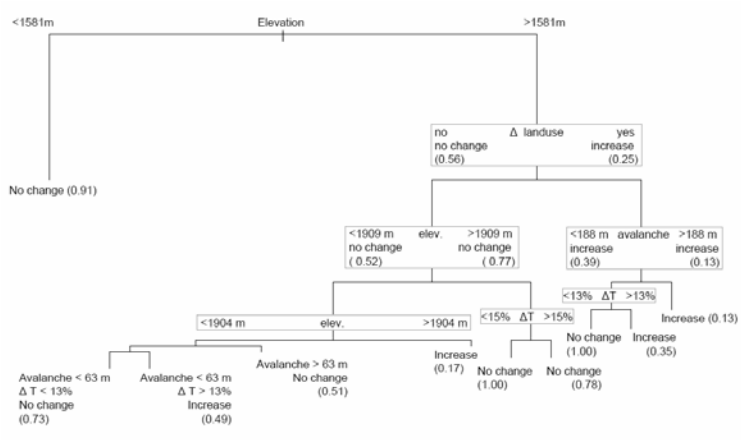 <1581m Elevation >1581m
no Δ landuse yes
no change increase
(0.56) (0.25)
No change (0.91)
<1909 m elev. >1909 m
no change no change
( 0.52) ( 0.77)
<188 m avalanche >188 m
increase increase
(0.39) (0.13)
<13% ΔT >13%
Increase (0.13)
<1904 m elev. >1904 m
<15% ΔT >15%
No change
(1.00)
Increase
(0.35)
Avalanche < 63 m
Δ T < 13%
No change
(0.73)
Avalanche < 63 m
Δ T > 13%
Increase
(0.49)
Avalanche > 63 m
No change
(0.51)
Increase
(0.17)
No change
(1.00)
No change
(0.78)